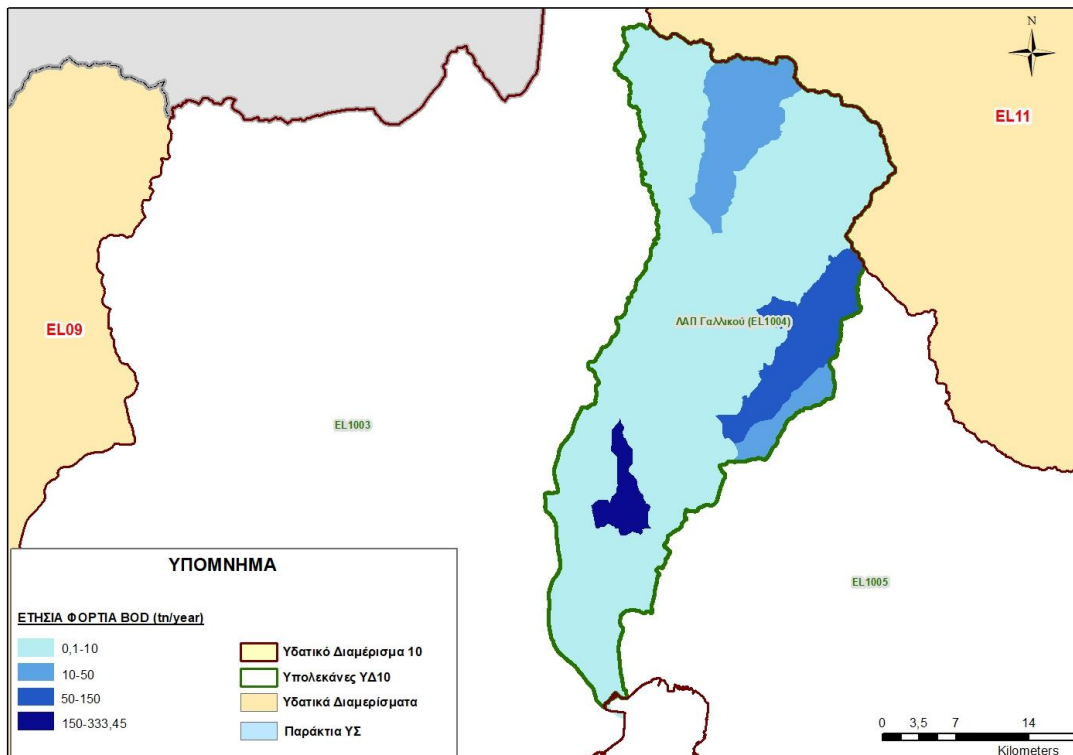 N
EL11
EL09
ΛΑΠ Γαλλικού (EL1004)
EL1003
EL1005
ΥΠΟΜΝΗΜΑ
ΕΤΗΣΙΑ ΦΟΡΤΙΑ BOD (tn/year)
0,1-10
10-50
50-150
150-333,45
Υδατικό Διαμέρισμα 10
Υπολεκάνες ΥΔ10
Υδατικά Διαμερίσματα
Παράκτια ΥΣ
0 3,5 7 14
Kilometers